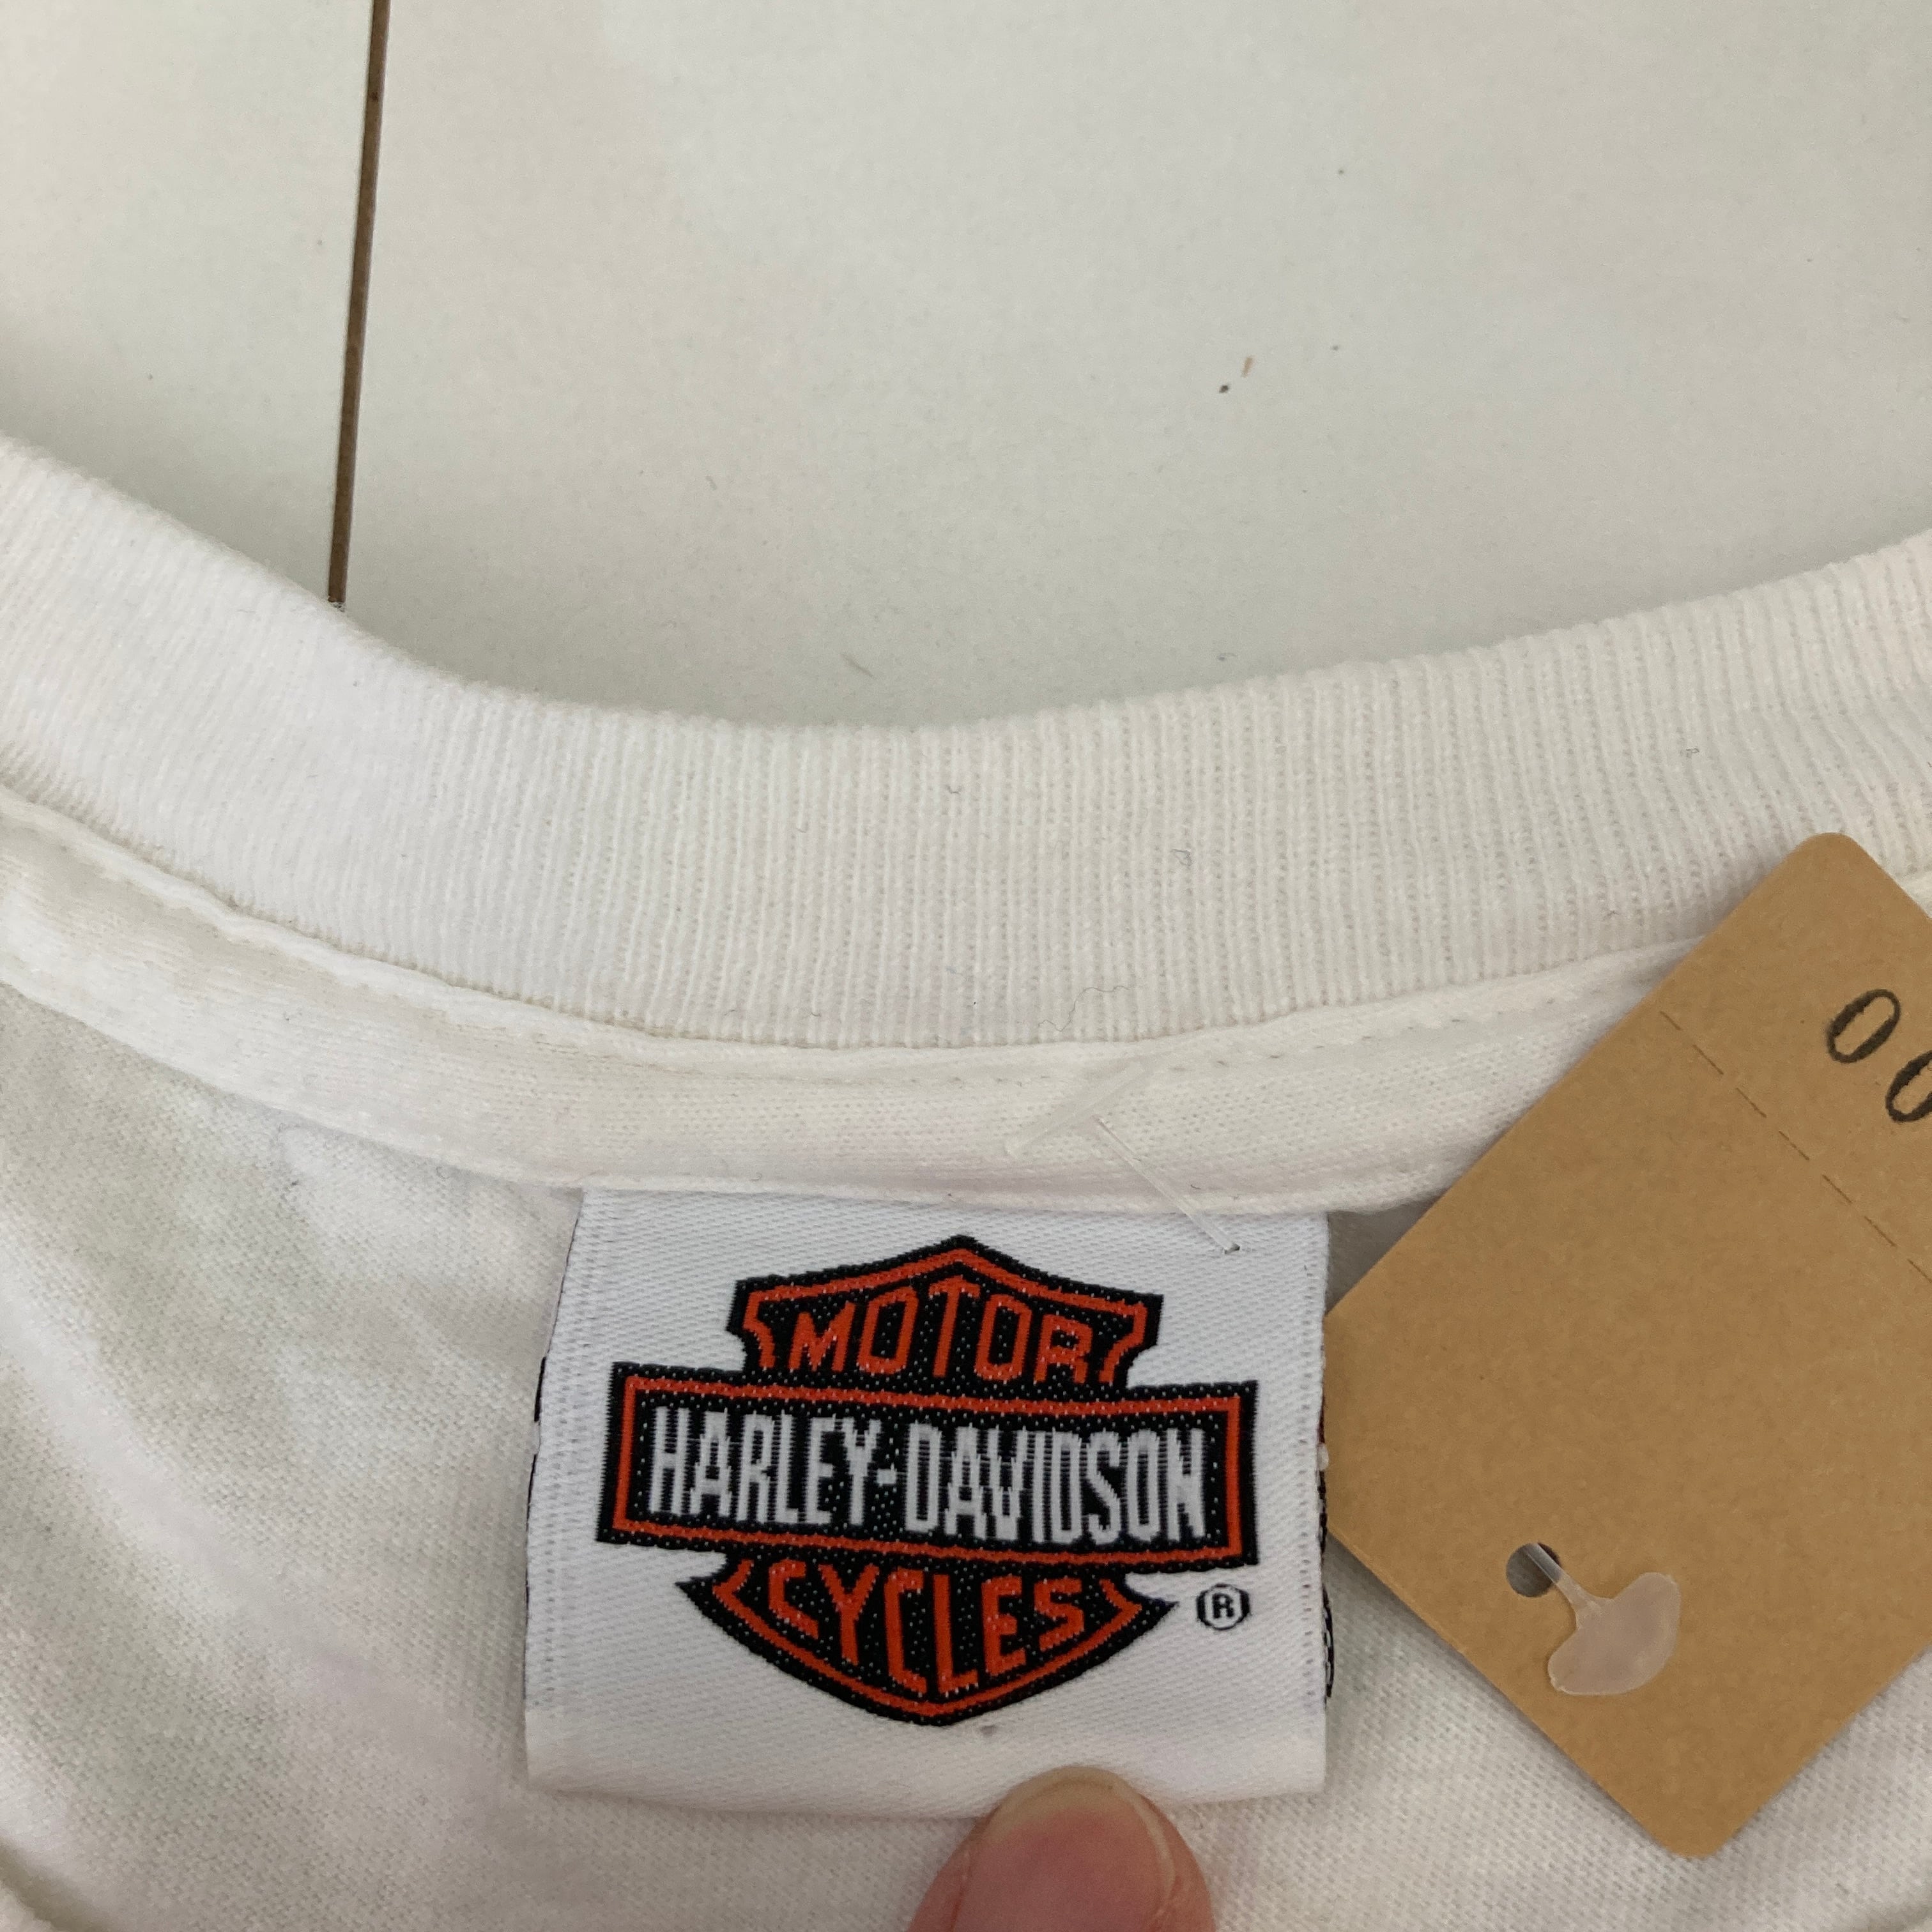 MOTOR
HARLEY-DAVIDSON
CYCLES
®
00